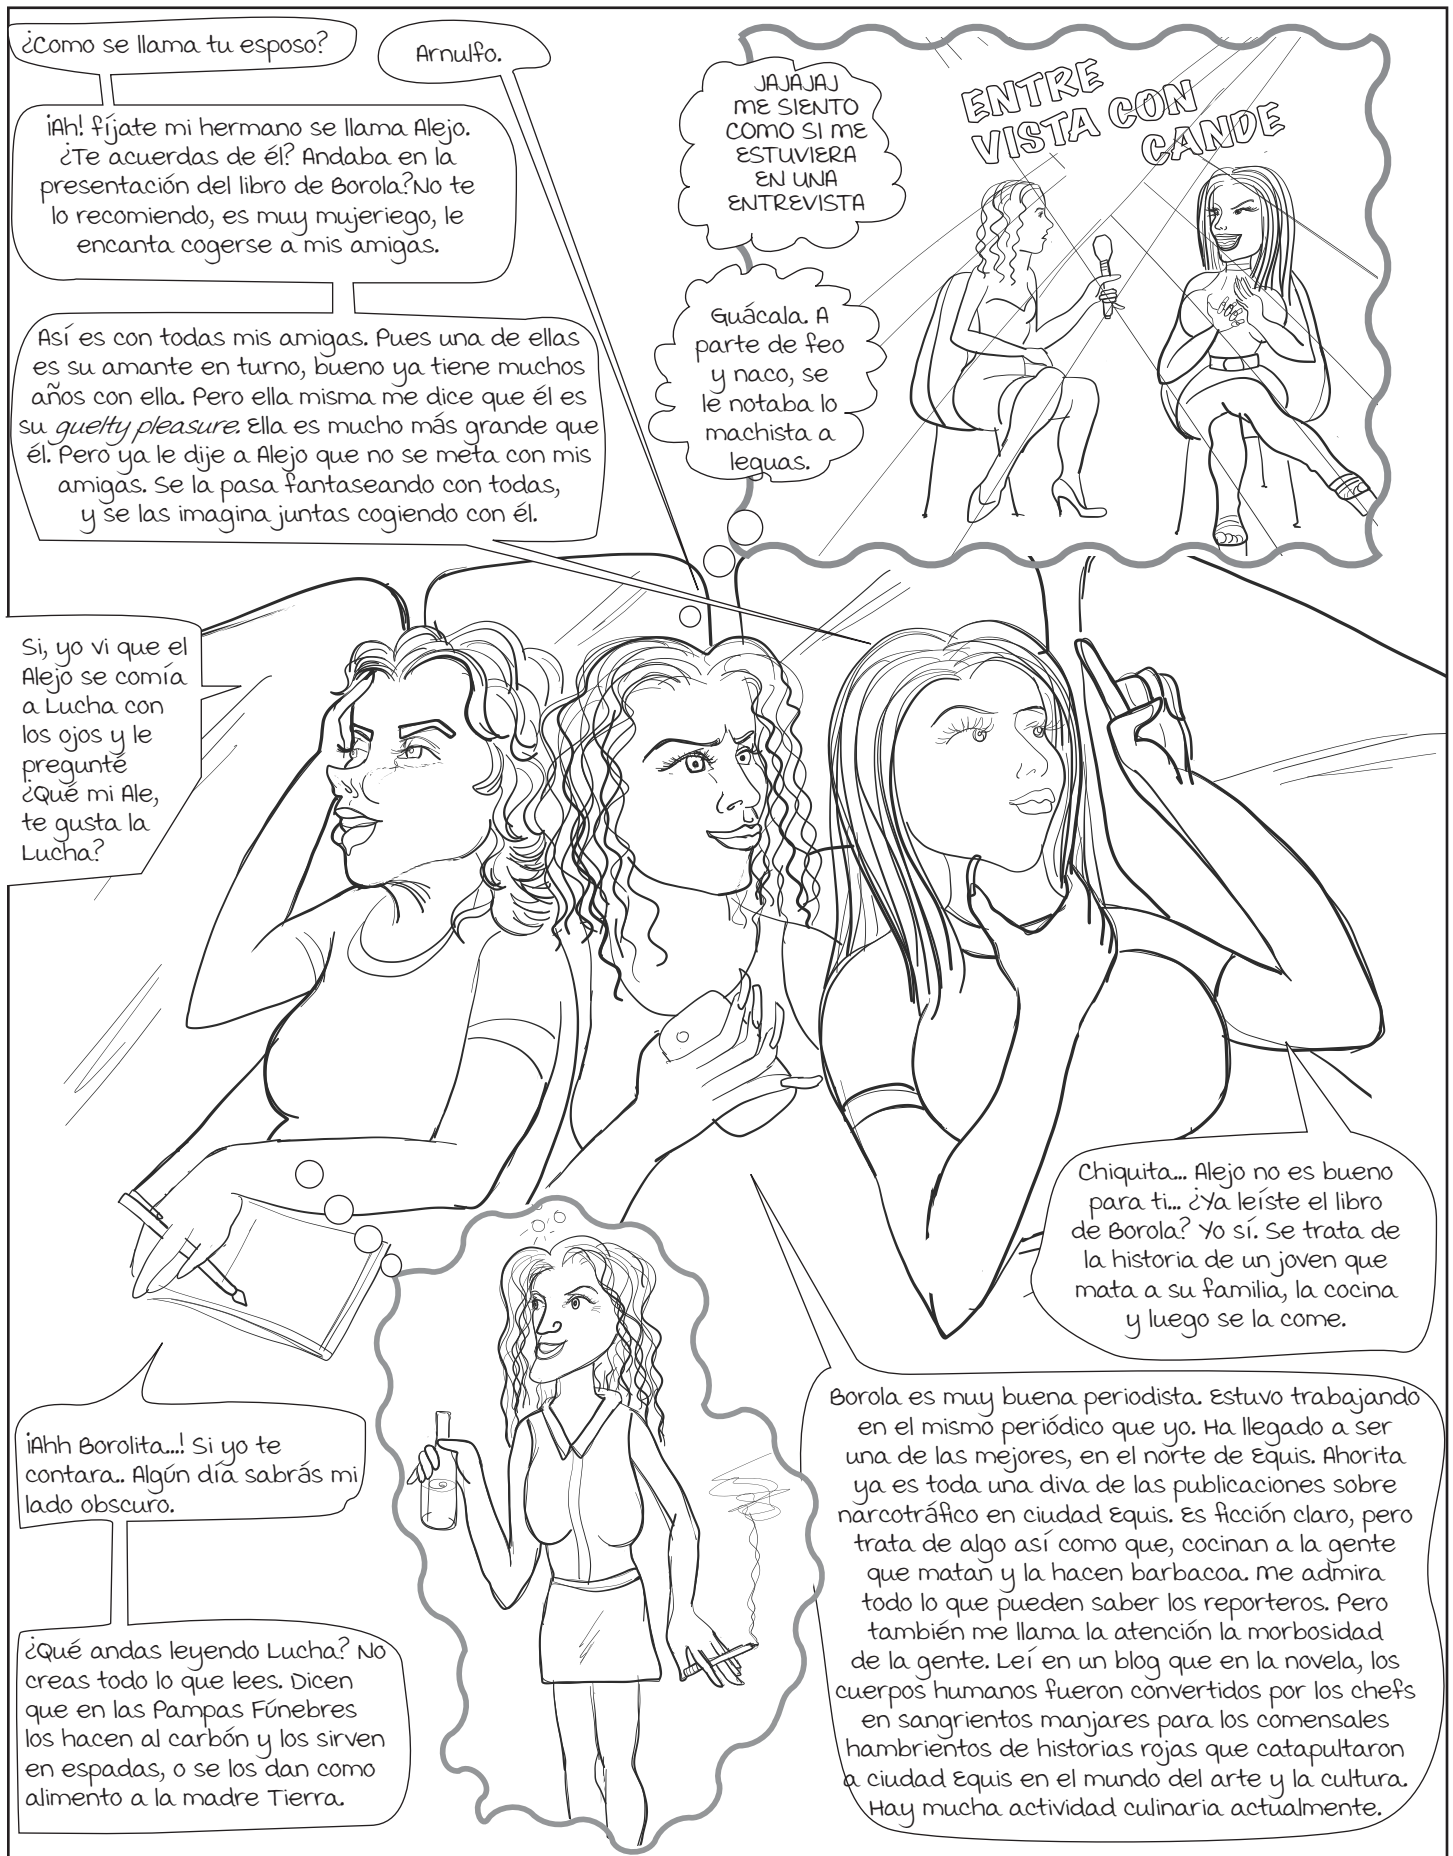 ¿Como se llama tu esposo?
Arnulfo.
¡Ah! fíjate mi hermano se llama Alejo.
¿Te acuerdas de él? Andaba en la
presentación del libro de Borola?No te
lo recomiendo, es muy mujeriego, le
encanta cogerse a mis amigas.
Así es con todas mis amigas. Pues una de ellas
es su amante en turno, bueno ya tiene muchos
años con ella. Pero ella misma me dice que él es
su guelty pleasure. Ella es mucho más grande que
él. Pero ya le dije a Alejo que no se meta con mis
amigas. Se la pasa fantaseando con todas,
y se las imagina juntas cogiendo con él.
JAJAJAJ
ME SIENTO
COMO SI ME
ESTUVIERA
EN UNA
ENTREVISTA
ENTRE
VISTA CON
CANDE
Guácala. A
parte de feo
y naco, se
le notaba lo
machista a
leguas.
Si, yo vi que el
Alejo se comía
a Lucha con
los ojos y le
pregunté
¿Qué mi Ale,
te gusta la
Lucha?
Chiquita... Alejo no es bueno
para ti... ¿Ya leíste el libro
de Borola? Yo sí. Se trata de
la historia de un joven que
mata a su familia, la cocina
y luego se la come.
Borola es muy buena periodista. Estuvo trabajando
en el mismo periódico que yo. Ha llegado a ser
una de las mejores, en el norte de Equis. Ahorita
ya es toda una diva de las publicaciones sobre
narcotráfico en ciudad Equis. Es ficción claro, pero
trata de algo así como que, cocinan a la gente
que matan y la hacen barbacoa. Me admira
todo lo que pueden saber los reporteros. Pero
también me llama la atención la morbosidad
de la gente. Leí en un blog que en la novela, los
cuerpos humanos fueron convertidos por los chefs
en sangrientos manjares para los comensales
hambrientos de historias rojas que catapultaron
a ciudad Equis en el mundo del arte y la cultura.
Hay mucha actividad culinaria actualmente.
¡Ahh Borolita...! Si yo te
contara.. Algún día sabrás mi
lado obscuro.
¿Qué andas leyendo Lucha? No
creas todo lo que lees. Dicen
que en las Pampas Fúnebres
los hacen al carbón y los sirven
en espadas, o se los dan como
alimento a la madre Tierra.